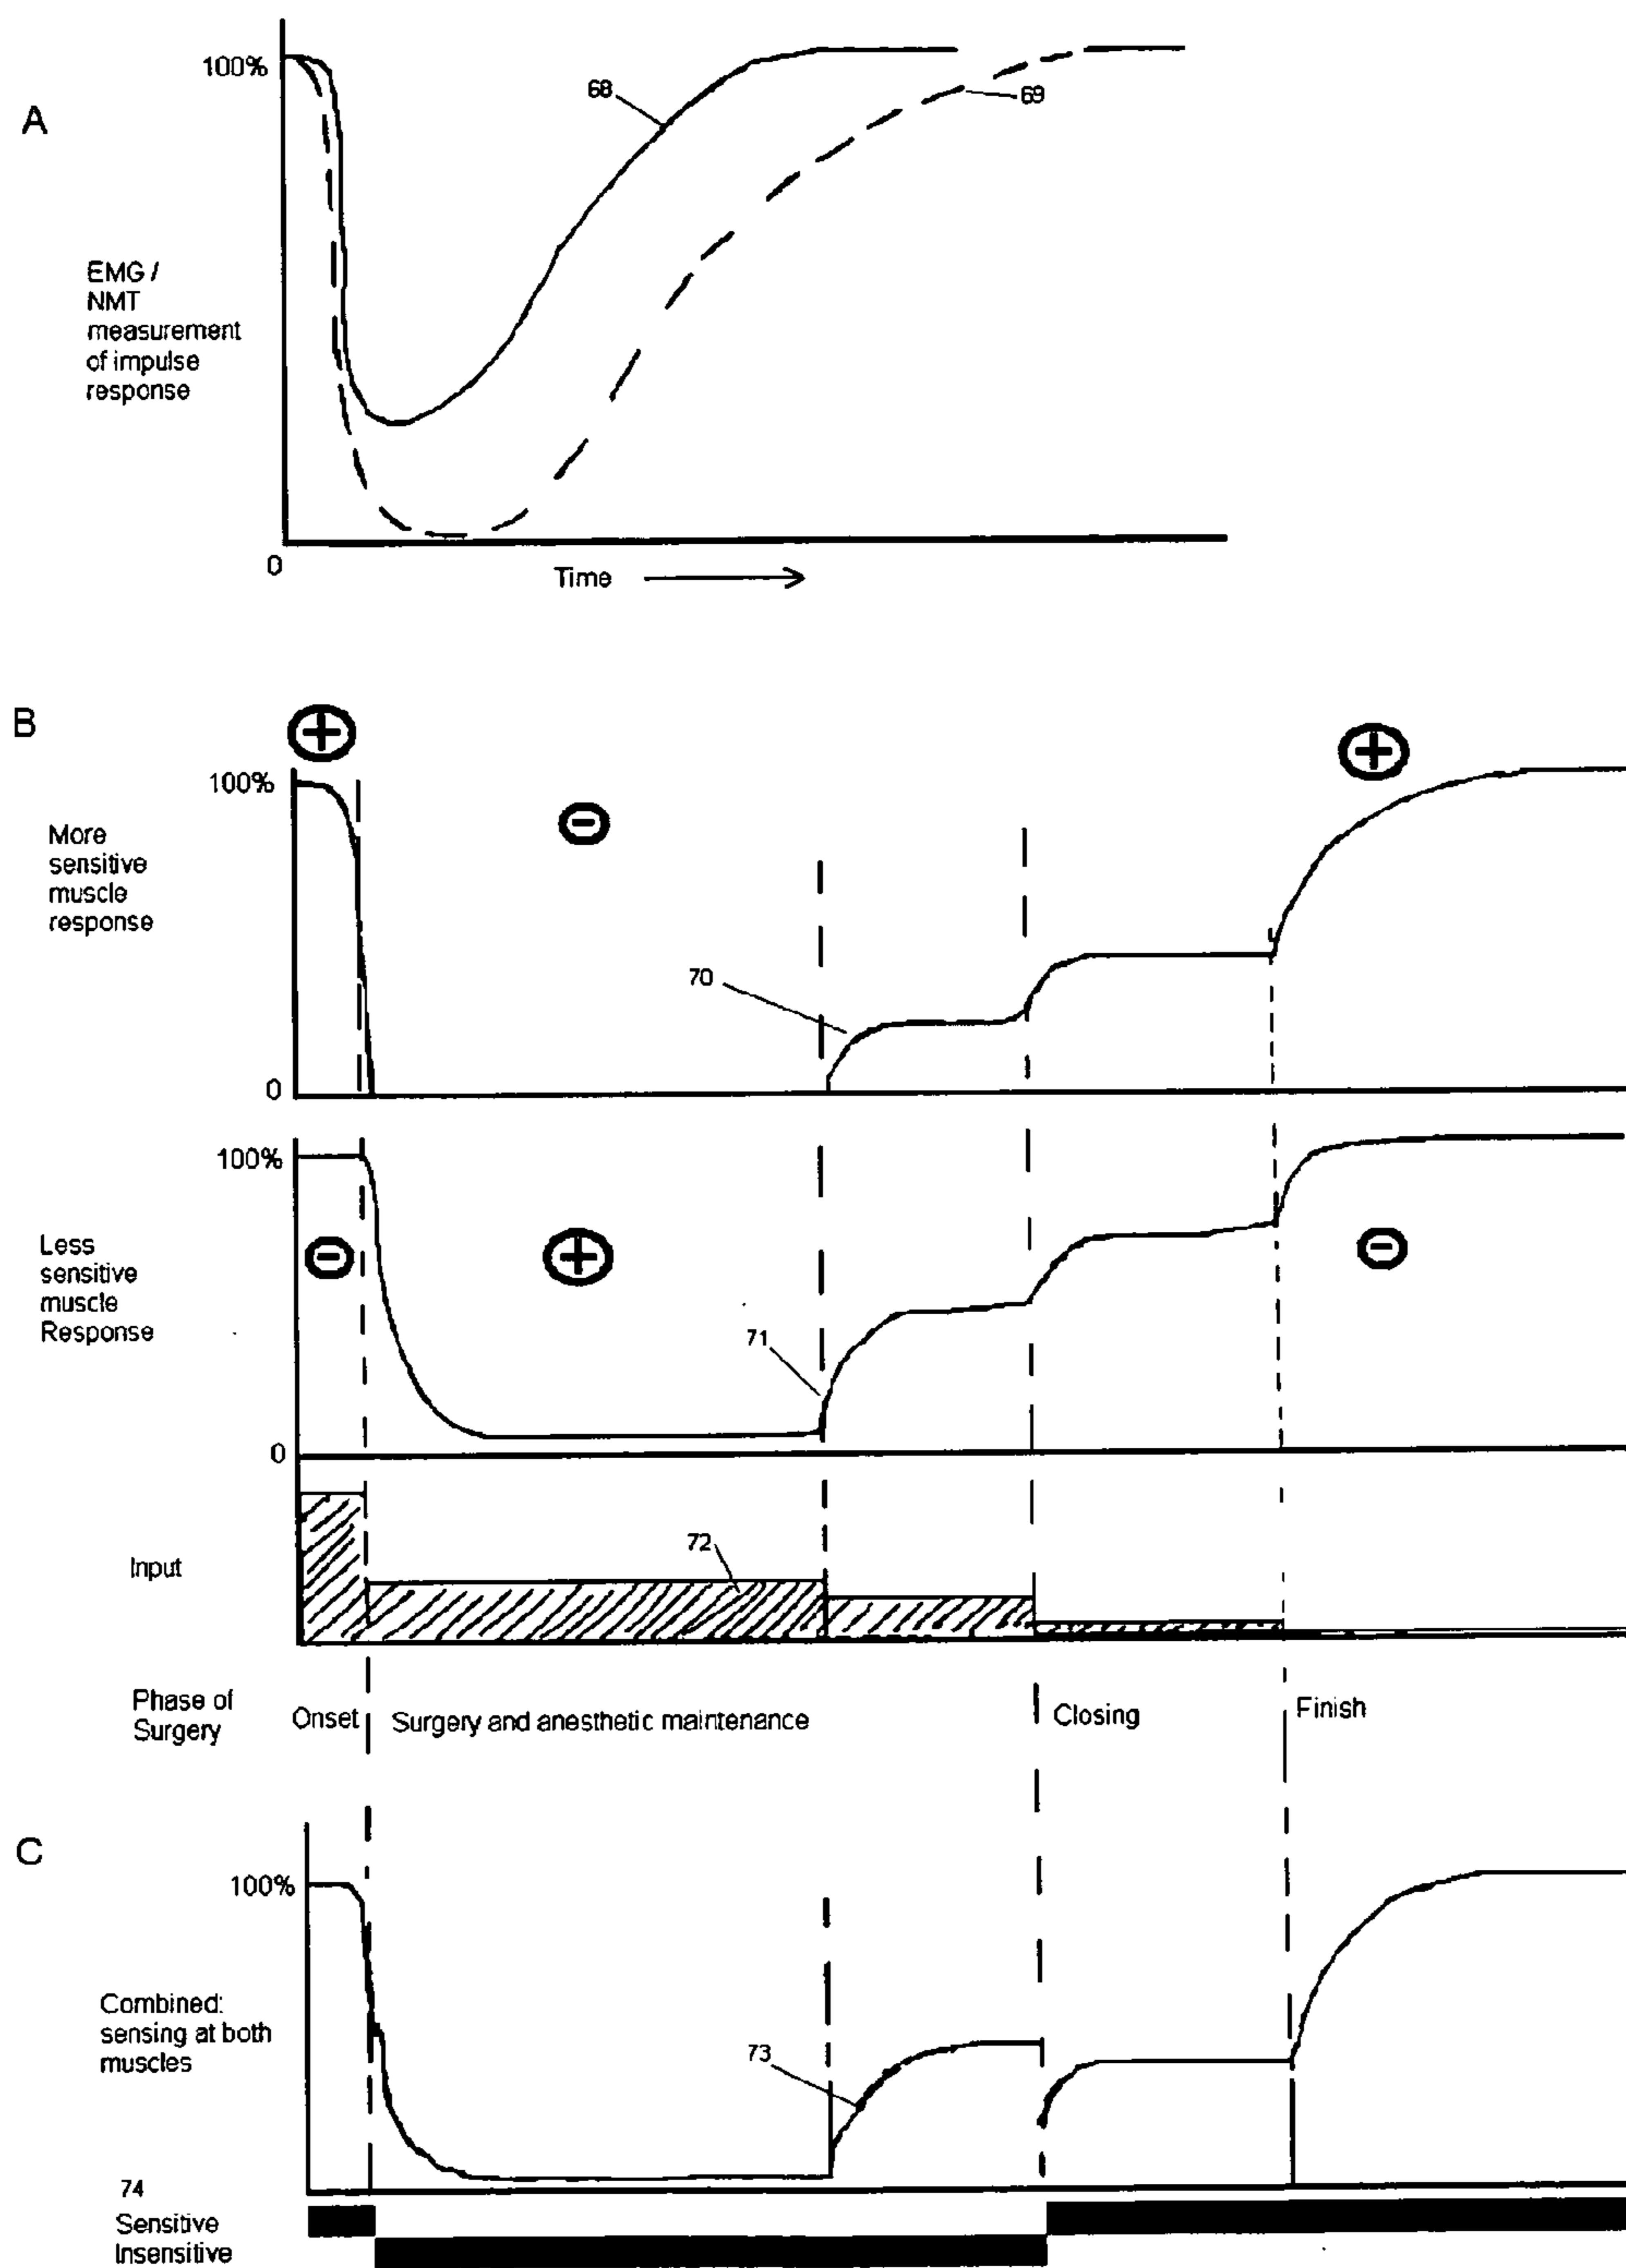 A
100%
68
69
EMG /
NMT
measurement
of impulse
response
0
Time
B
+
+
100%
-
More
sensitive
muscle
response
70
0
100%
Less
sensitive
muscle
Response
-
+
-
71
0
Input
72
Phase of
Surgery
Onset
Surgery and anesthetic maintenance
Closing
Finish
C
100%
Combined:
sensing at both
muscles
73
74
Sensitive
Insensitive